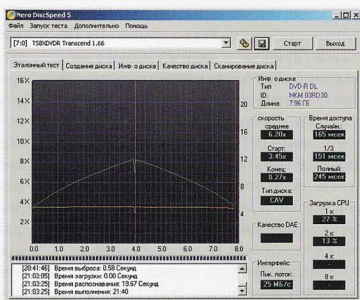 Nero DiscSpeed 5
Файл Запуск теста Дополнительно Помощь
[7:0] TS8XDVDR Transcend 1.66
Старт
Выход
Эталонный тест
Создание диска
Инф. о диске
Качество диска
Сканирование диска
16X
14X
12X
10X
8X
6X
4X
2X
20
16
12
8
4
0.0 1.0 2.0 3.0 4.0 5.0 6.0 7.0 8.0
Инф. о диске
Тип DVD-R DL
ID: MKM 03RD30
Длина: 7.96 ГБ
скорость
среднее
6.20x
Старт:
3.45x
Конец:
8.27x
Тип диска:
CAV
Качество DAE
Интерфейс
Пик. поток:
25 МБ/с
Время доступа
Случайн.:
165 мсек
1/3:
151 мсек
Полный:
245 мсек
Загрузка CPU
1 x
27 %
2 x
13 %
4 x
8 x
[20:41:46] Время выброса: 0.58 Секунд
[21:03:05] Время загрузки: 0.00 Секунд
[21:03:25] Время распознавания: 19.67 Секунд
[21:03:25] Время выполнения: 21:40